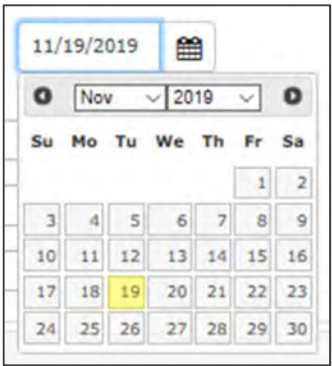 11/19/2019
Nov 2019
Su Mo Tu We Th Fr Sa
1 2
3 4 5 6 7 8 9
10 11 12 13 14 15 16
17 18 19 20 21 22 23
24 25 26 27 28 29 30